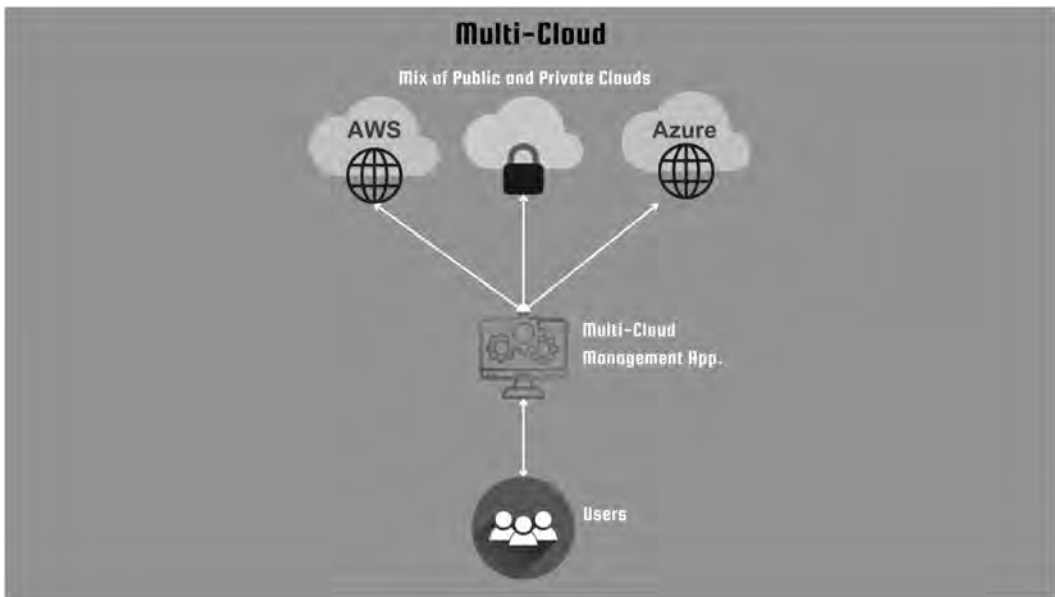 Multi-Cloud
Mix of Public and Private Clouds
AWS
Azure
Multi-Cloud
Management App.
Users